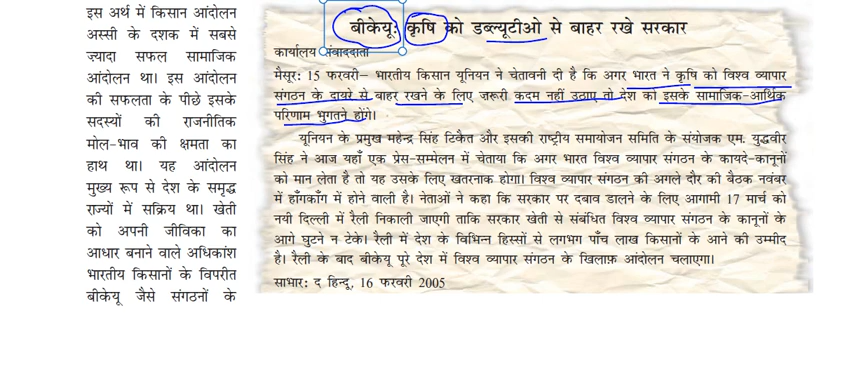 इस अर्थ में किसान आंदोलन
अस्सी के दशक में सबसे
ज़्यादा सफल सामाजिक
आंदोलन था। इस आंदोलन
की सफलता के पीछे इसके
सदस्यों की राजनीतिक
मोल-भाव की क्षमता का
हाथ था। यह आंदोलन
मुख्य रूप से देश के समृद्ध
राज्यों में सक्रिय था। खेती
को अपनी जीविका का
आधार बनाने वाले अधिकांश
भारतीय किसानों के विपरीत
बीकेयू जैसे संगठनों के
बीकेयू: कृषि को डब्ल्यूटीओ से बाहर रखे सरकार
कार्यालय संवाददाता
मैसूर: 15 फरवरी– भारतीय किसान यूनियन ने चेतावनी दी है कि अगर भारत ने कृषि को विश्व व्यापार
संगठन के दायरे से बाहर रखने के लिए जरूरी कदम नहीं उठाए तो देश को इसके सामाजिक-आर्थिक
परिणाम भुगतने होंगे।
यूनियन के प्रमुख महेन्द्र सिंह टिकैत और इसकी राष्ट्रीय समायोजन समिति के संयोजक एम. युद्धवीर
सिंह ने आज यहाँ एक प्रेस-सम्मेलन में चेताया कि अगर भारत विश्व व्यापार संगठन के कायदे-कानूनों
को मान लेता है तो यह उसके लिए खतरनाक होगा। विश्व व्यापार संगठन की अगले दौर की बैठक नवंबर
में हाँगकाँग में होने वाली है। नेताओं ने कहा कि सरकार पर दबाव डालने के लिए आगामी 17 मार्च को
नयी दिल्ली में रैली निकाली जाएगी ताकि सरकार खेती से संबंधित विश्व व्यापार संगठन के कानूनों के
आगे घुटने न टेके। रैली में देश के विभिन्न हिस्सों से लगभग पाँच लाख किसानों के आने की उम्मीद
है। रैली के बाद बीकेयू पूरे देश में विश्व व्यापार संगठन के खिलाफ़ आंदोलन चलाएगा।
साभार: द हिन्दू, 16 फरवरी 2005